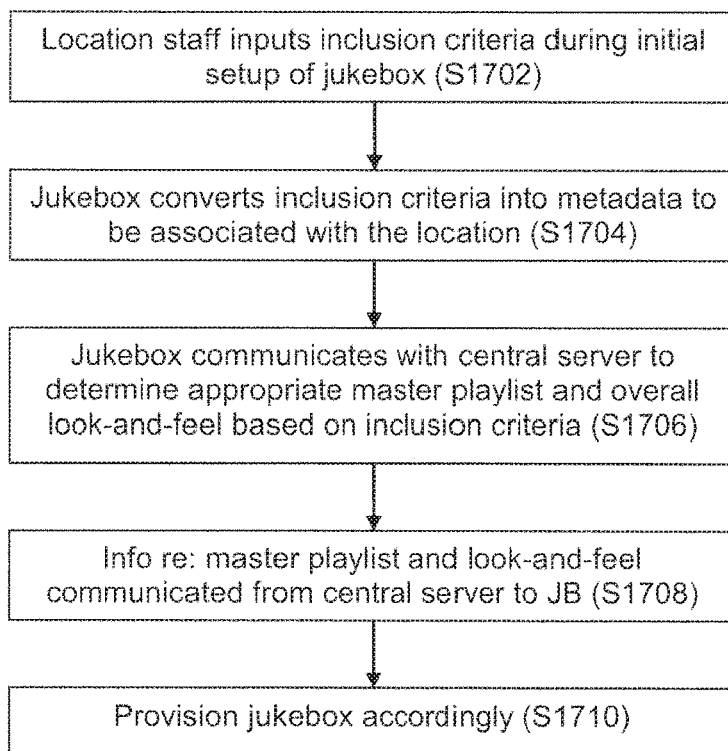 Location staff inputs inclusion criteria during initial
setup of jukebox (S1702)
Jukebox converts inclusion criteria into metadata to
be associated with the location (S1704)
Jukebox communicates with central server to
determine appropriate master playlist and overall
look-and-feel based on inclusion criteria (S1706)
Info re: master playlist and look-and-feel
communicated from central server to JB (S1708)
Provision jukebox accordingly (S1710)